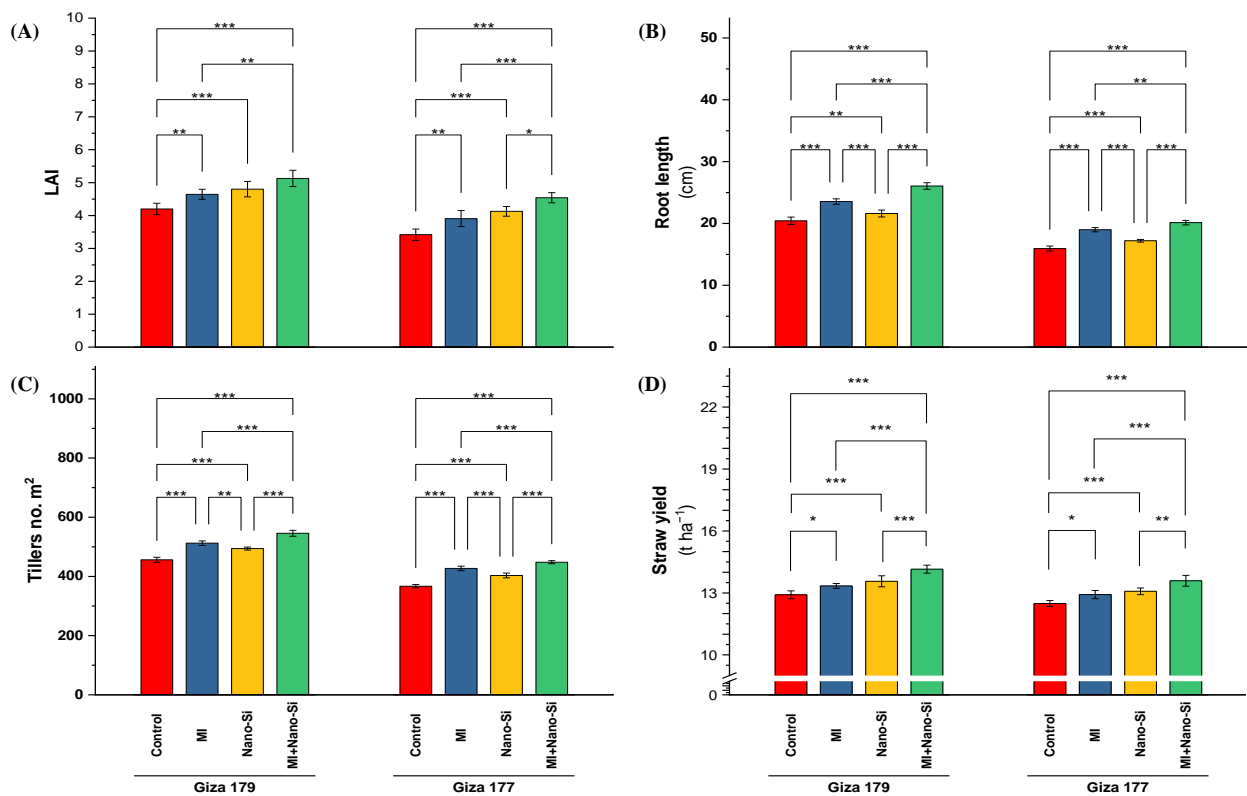 (A)
LAI
10
9
8
7
6
5
4
3
2
1
0
***
**
***
**
***
***
***
**
*
(B)
Root length
(cm)
50
40
30
20
10
0
***
***
**
*** *** ***
***
**
***
*** *** ***
(C)
Tillers no. m²
1000
800
600
400
200
0
***
***
***
*** ** ***
***
***
***
*** *** ***
Control
MI
Nano-Si
MI+Nano-Si
Giza 179
Control
MI
Nano-Si
MI+Nano-Si
Giza 177
(D)
Straw yield
(t ha⁻¹)
22
19
16
13
10
0
***
***
***
* ***
***
***
***
* **
Control
MI
Nano-Si
MI+Nano-Si
Giza 179
Control
MI
Nano-Si
MI+Nano-Si
Giza 177